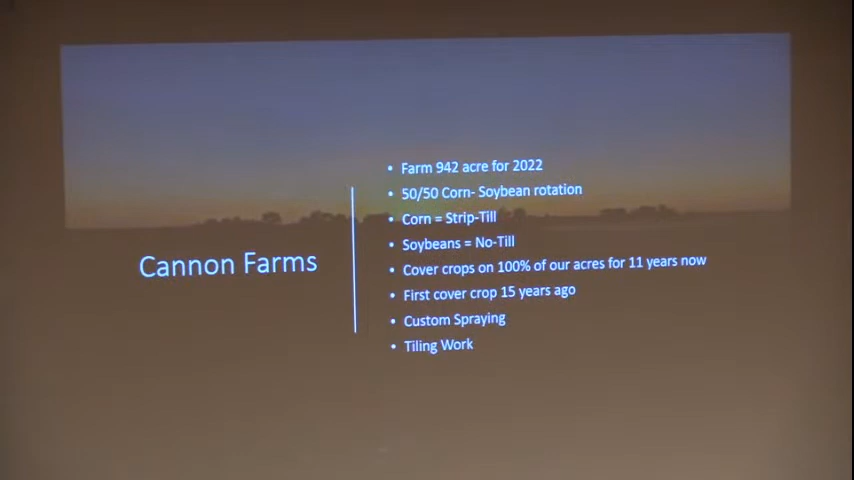 Cannon Farms
• Farm 942 acre for 2022
• 50/50 Corn- Soybean rotation
• Corn = Strip-Till
• Soybeans = No-Till
• Cover crops on 100% of our acres for 11 years now
• First cover crop 15 years ago
• Custom Spraying
• Tiling Work